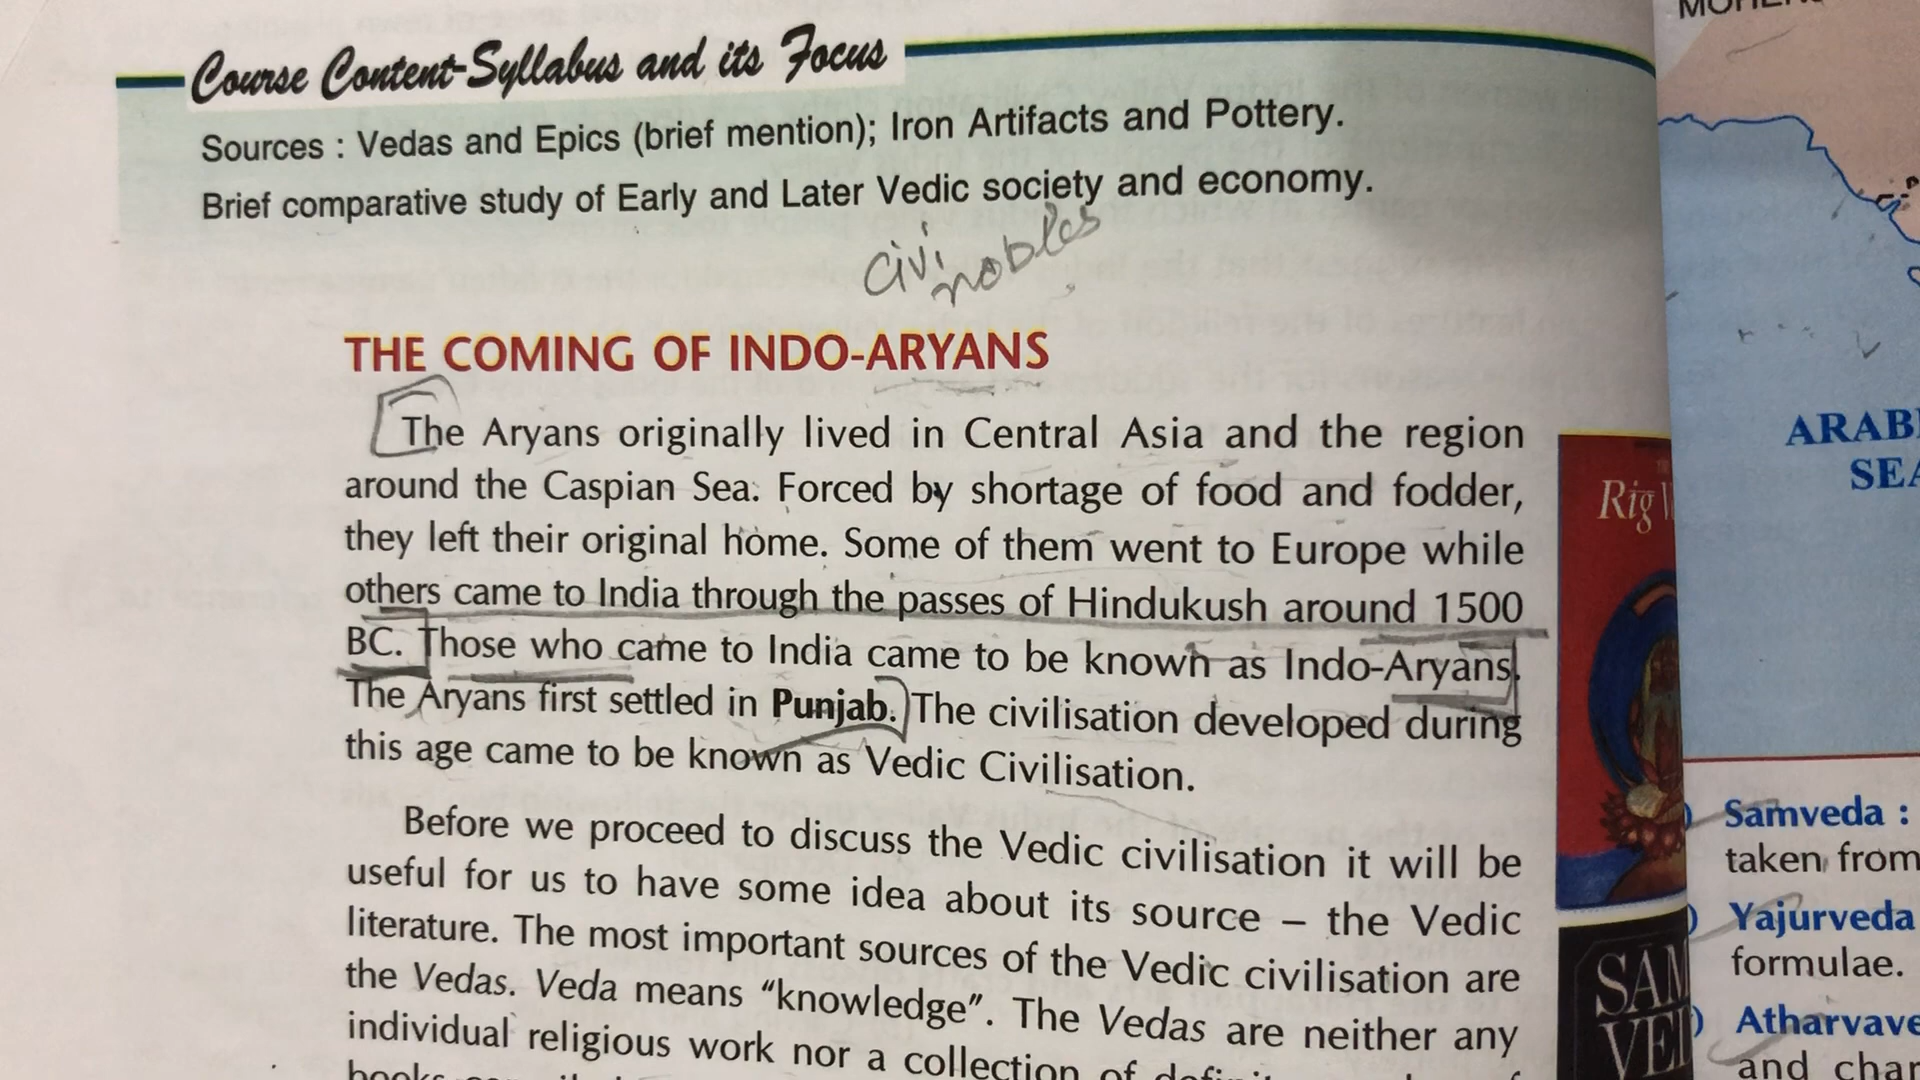 Course Content-Syllabus and its Focus
Sources : Vedas and Epics (brief mention); Iron Artifacts and Pottery.
Brief comparative study of Early and Later Vedic society and economy.
civi
nobles
THE COMING OF INDO-ARYANS
The Aryans originally lived in Central Asia and the region
around the Caspian Sea. Forced by shortage of food and fodder,
they left their original home. Some of them went to Europe while
others came to India through the passes of Hindukush around 1500
BC. Those who came to India came to be known as Indo-Aryans.
The Aryans first settled in Punjab. The civilisation developed during
this age came to be known as Vedic Civilisation.
Before we proceed to discuss the Vedic civilisation it will be
useful for us to have some idea about its source – the Vedic
literature. The most important sources of the Vedic civilisation are
the Vedas. Veda means “knowledge”. The Vedas are neither any
individual religious work nor a collection of
Rig
SAM
VE
ARAB
SEA
Samveda :
taken from
Yajurveda
formulae.
Atharvave
and char